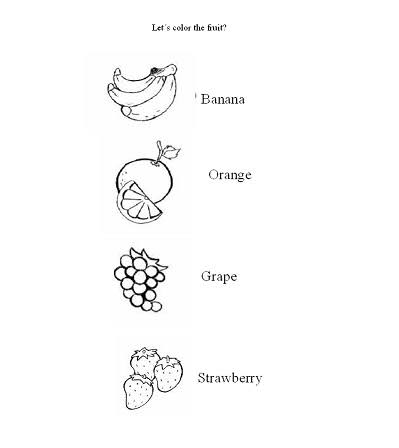 Let´s color the fruit?
Banana
Orange
Grape
Strawberry